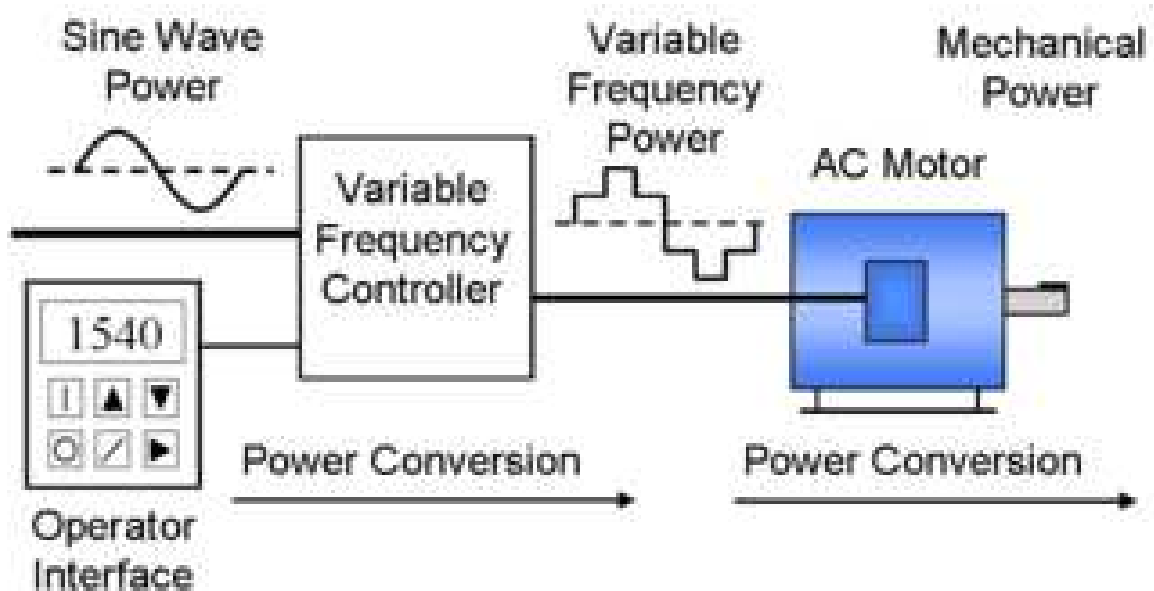 Sine Wave
Power
Variable
Frequency
Power
Mechanical
Power
AC Motor
Variable
Frequency
Controller
1540
Power Conversion
Power Conversion
Operator
Interface